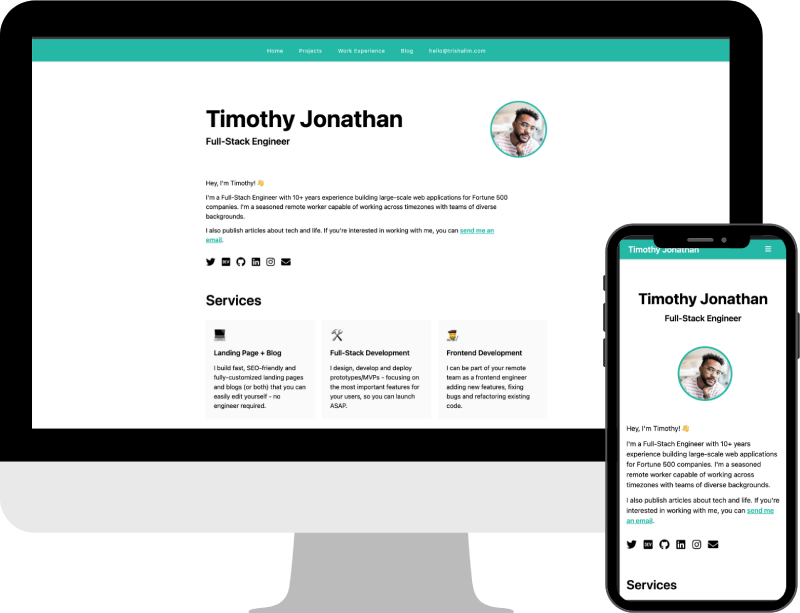 Home Projects Work Experience Blog hello@trishalim.com
Timothy Jonathan
Full-Stack Engineer
Hey, I'm Timothy! 👋
I'm a Full-Stach Engineer with 10+ years experience building large-scale web applications for Fortune 500
companies. I'm a seasoned remote worker capable of working across timezones with teams of diverse
backgrounds.
I also publish articles about tech and life. If you're interested in working with me, you can send me an
email.
DEV
Services
Landing Page + Blog
I build fast, SEO-friendly and
fully-customized landing pages
and blogs (or both) that you can
easily edit yourself - no
engineer required.
Full-Stack Development
I design, develop and deploy
prototypes/MVPs - focusing on
the most important features for
your users, so you can launch
ASAP.
Frontend Development
I can be part of your remote
team as a frontend engineer
adding new features, fixing
bugs and refactoring existing
code.
Timothy Jonathan
Timothy Jonathan
Full-Stack Engineer
Hey, I'm Timothy! 👋
I'm a Full-Stach Engineer with 10+ years
experience building large-scale web applications
for Fortune 500 companies. I'm a seasoned
remote worker capable of working across
timezones with teams of diverse backgrounds.
I also publish articles about tech and life. If you're
interested in working with me, you can send me
an email.
DEV
Services